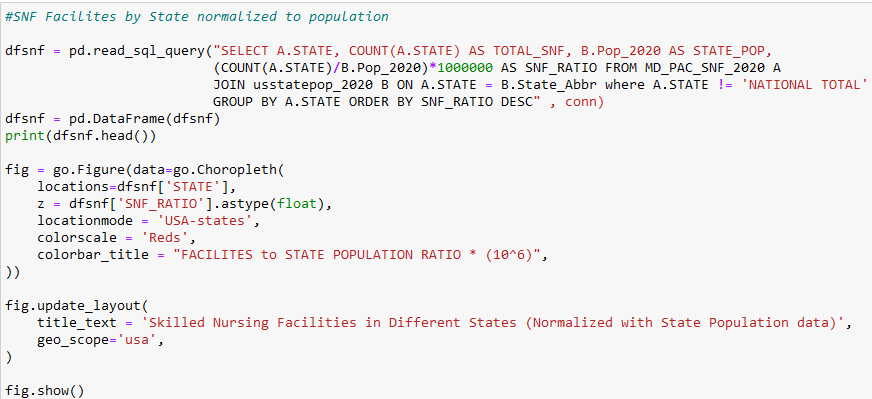 #SNF Facilites by State normalized to population
dfsnf = pd.read_sql_query("SELECT A.STATE, COUNT(A.STATE) AS TOTAL_SNF, B.Pop_2020 AS STATE_POP,
(COUNT(A.STATE)/B.Pop_2020)*1000000 AS SNF_RATIO FROM MD_PAC_SNF_2020 A
JOIN usstatepop_2020 B ON A.STATE = B.State_Abbr where A.STATE != 'NATIONAL TOTAL'
GROUP BY A.STATE ORDER BY SNF_RATIO DESC" , conn)
dfsnf = pd.DataFrame(dfsnf)
print(dfsnf.head())
fig = go.Figure(data=go.Choropleth(
locations=dfsnf['STATE'],
z = dfsnf['SNF_RATIO'].astype(float),
locationmode = 'USA-states',
colorscale = 'Reds',
colorbar_title = "FACILITES to STATE POPULATION RATIO * (10^6)",
))
fig.update_layout(
title_text = 'Skilled Nursing Facilities in Different States (Normalized with State Population data)',
geo_scope='usa',
)
fig.show()